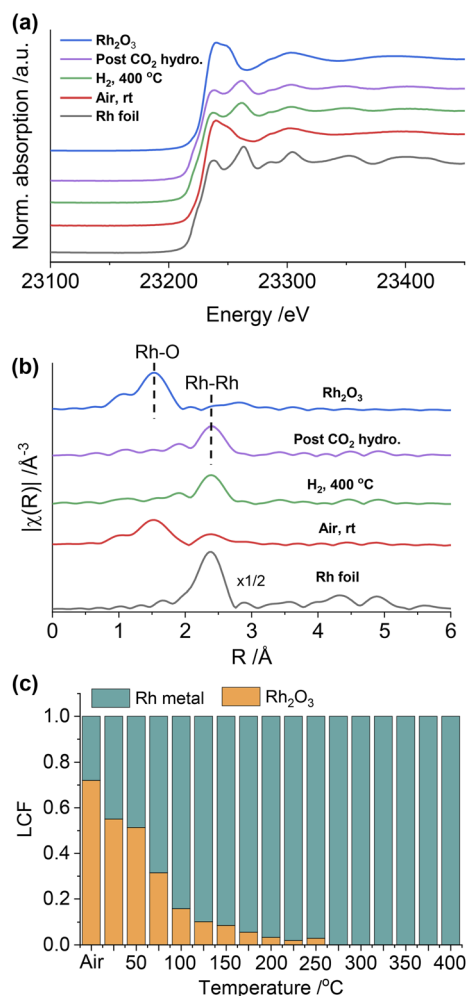 (a)
Rh₂O₃
Post CO₂ hydro.
H₂, 400 °C
Air, rt
Rh foil
Norm. absorption /a.u.
23100 23200 23300 23400
Energy /eV
(b)
Rh-O
Rh-Rh
Rh₂O₃
Post CO₂ hydro.
H₂, 400 °C
Air, rt
x1/2
Rh foil
|χ(R)| /Å⁻³
0 1 2 3 4 5 6
R /Å
(c)
Rh metal Rh₂O₃
1.0
0.8
0.6
0.4
0.2
0.0
LCF
Air 50 100 150 200 250 300 350 400
Temperature /°C